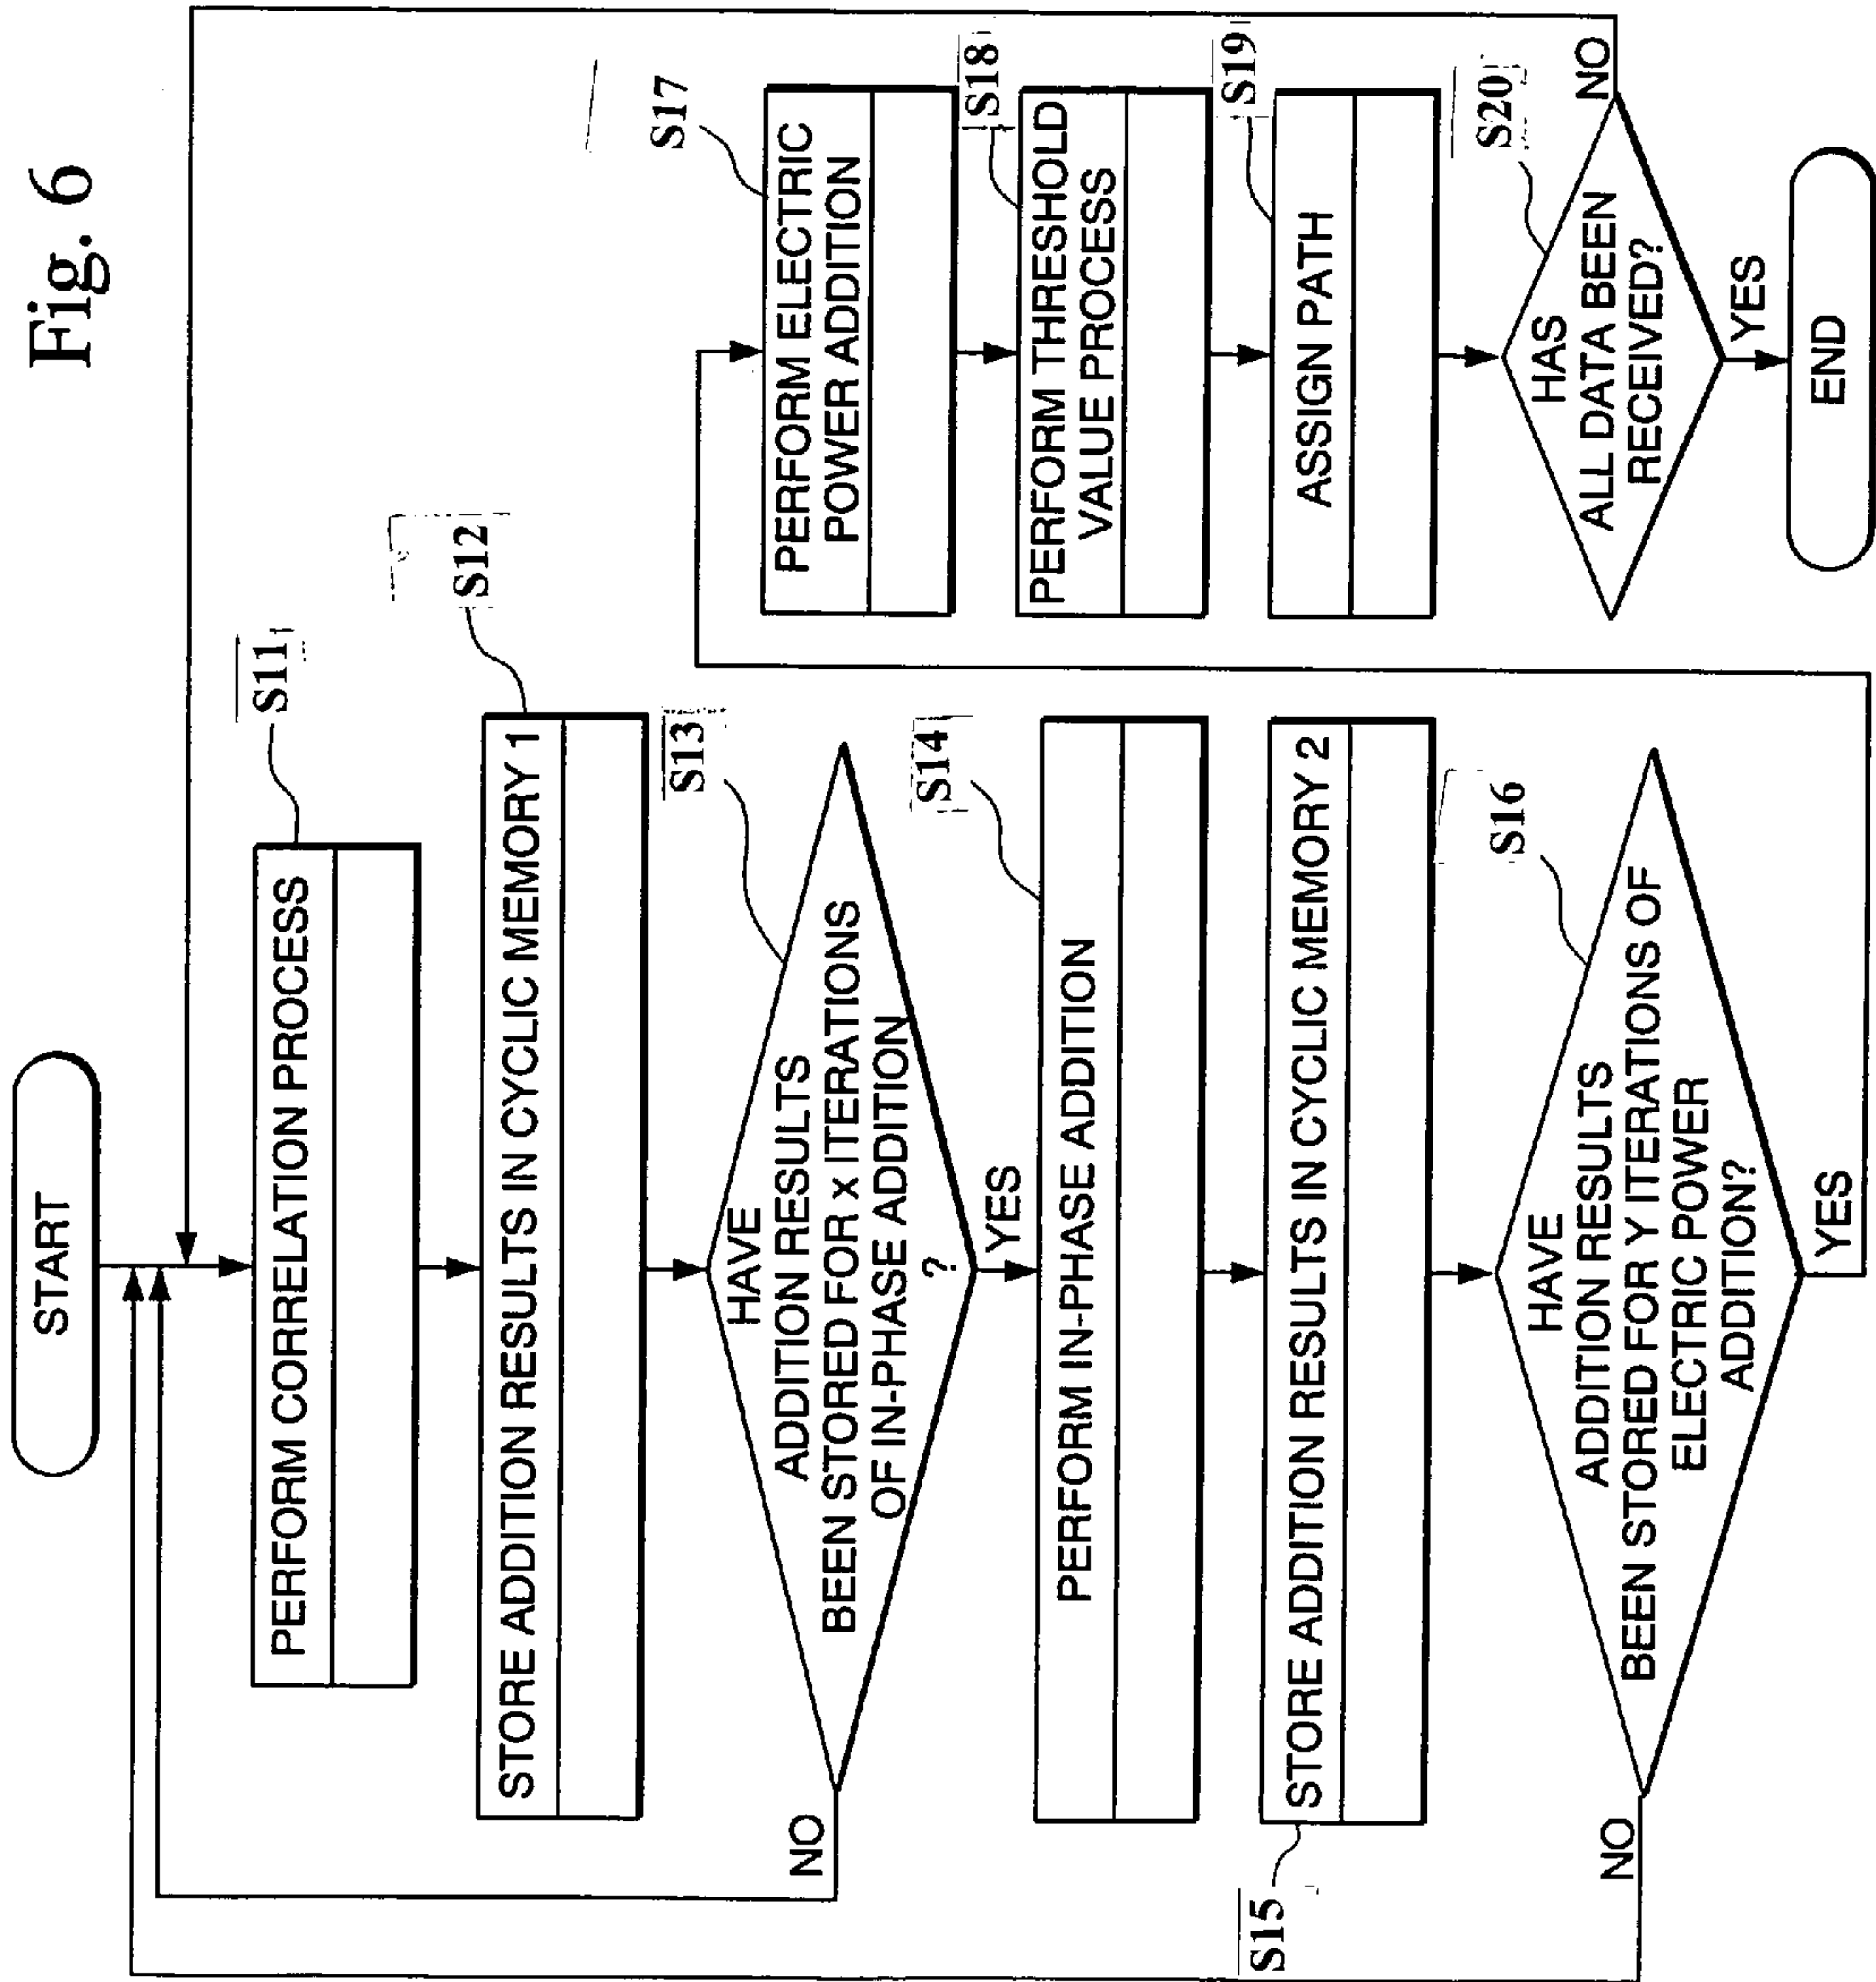 Fig. 6
START
S11
PERFORM CORRELATION PROCESS
S12
STORE ADDITION RESULTS IN CYCLIC MEMORY 1
S13
HAVE
ADDITION RESULTS
BEEN STORED FOR x ITERATIONS
OF IN-PHASE ADDITION
?
NO
YES
S14
PERFORM IN-PHASE ADDITION
S15
STORE ADDITION RESULTS IN CYCLIC MEMORY 2
S16
HAVE
ADDITION RESULTS
BEEN STORED FOR Y ITERATIONS OF
ELECTRIC POWER
ADDITION?
NO
YES
S17
PERFORM ELECTRIC
POWER ADDITION
S18
PERFORM THRESHOLD
VALUE PROCESS
S19
ASSIGN PATH
S20
HAS
ALL DATA BEEN
RECEIVED?
NO
YES
END